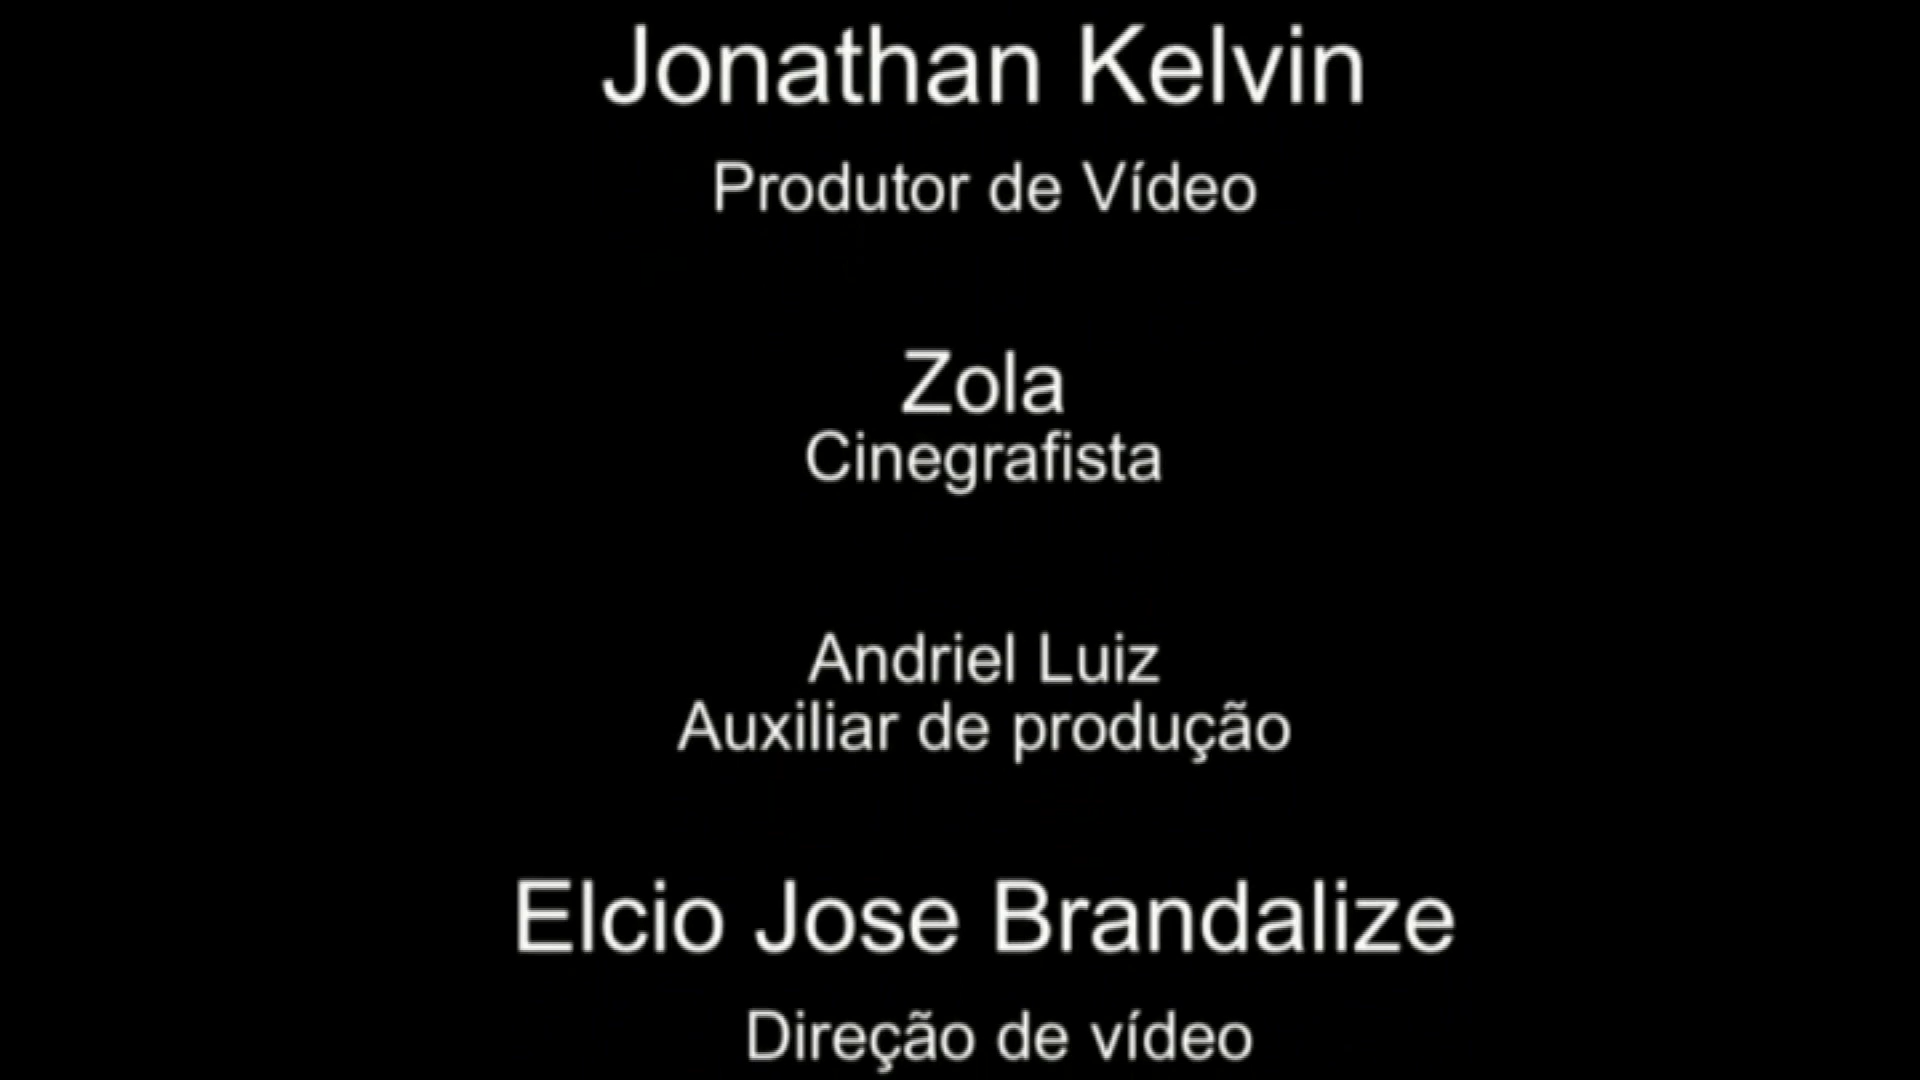 Jonathan Kelvin
Produtor de Vídeo
Zola
Cinegrafista
Andriel Luiz
Auxiliar de produção
Elcio Jose Brandalize
Direção de vídeo